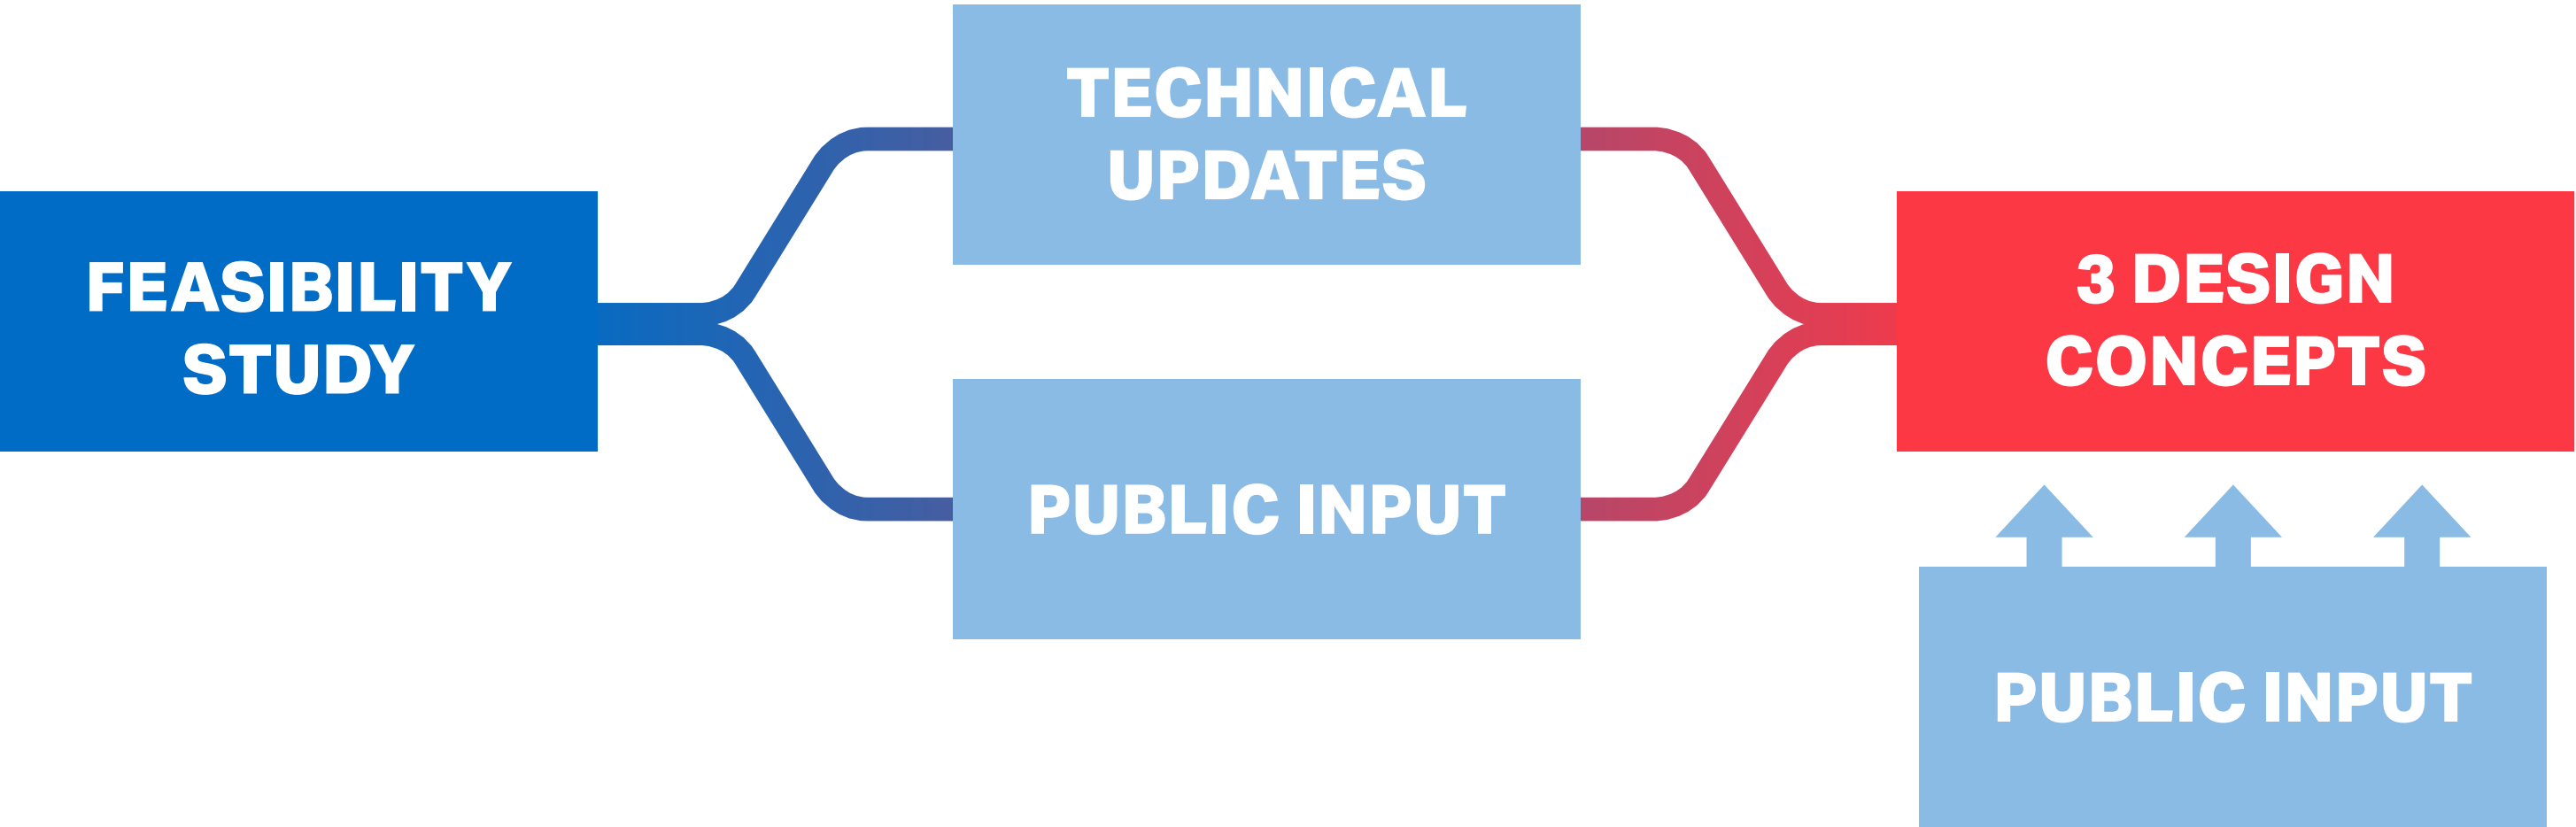 FEASIBILITY
STUDY
TECHNICAL
UPDATES
PUBLIC INPUT
3 DESIGN
CONCEPTS
PUBLIC INPUT